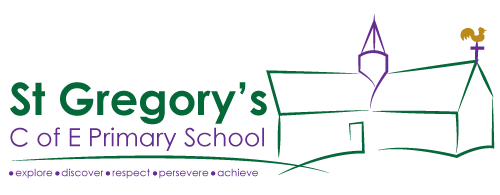 St Gregory's
C of E Primary School
•explore •discover •respect •persevere •achieve